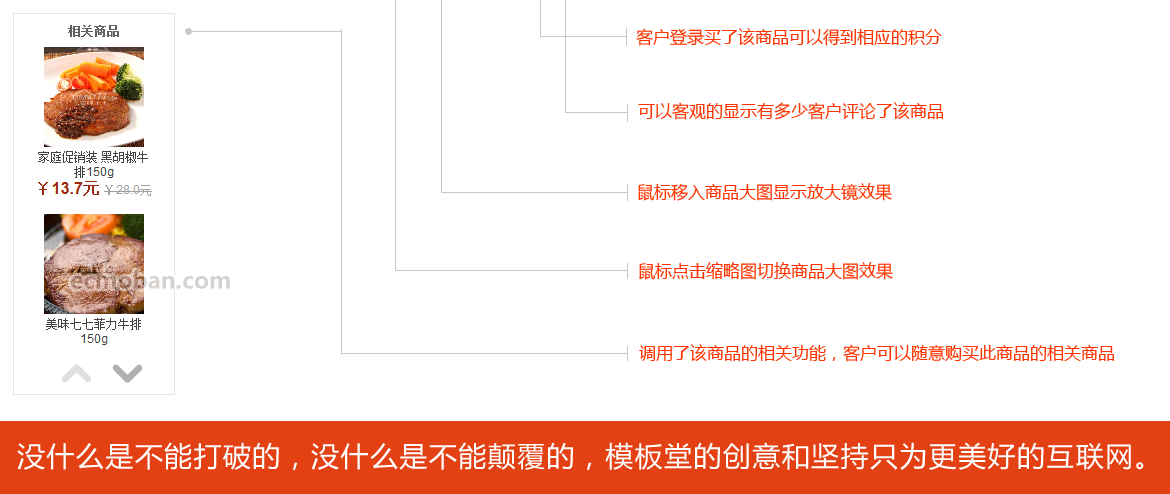 相关商品
家庭促销装 黑胡椒牛
排150g
￥13.7元 ￥28.0元
ecmoban.com
美味七七菲力牛排
150g
客户登录买了该商品可以得到相应的积分
可以客观的显示有多少客户评论了该商品
鼠标移入商品大图显示放大镜效果
鼠标点击缩略图切换商品大图效果
调用了该商品的相关功能，客户可以随意购买此商品的相关商品
没什么是不能打破的，没什么是不能颠覆的，模板堂的创意和坚持只为更美好的互联网。